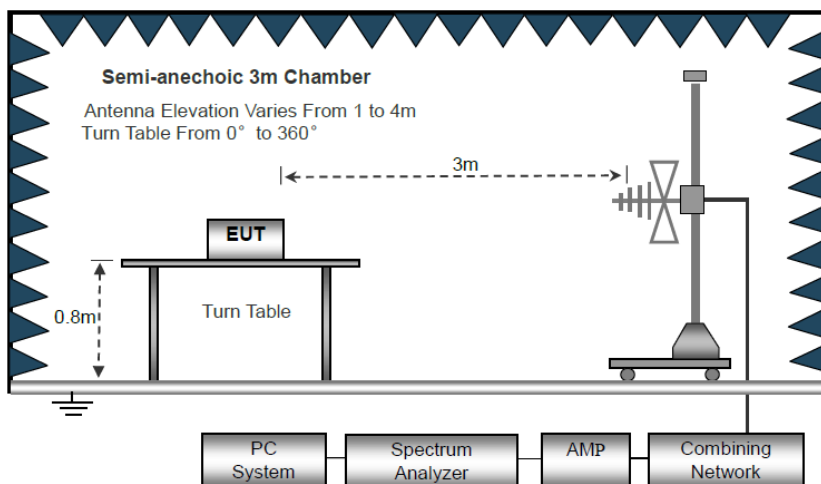 Semi-anechoic 3m Chamber
Antenna Elevation Varies From 1 to 4m
Turn Table From 0° to 360°
3m
EUT
0.8m
Turn Table
PC
System
Spectrum
Analyzer
AMP
Combining
Network